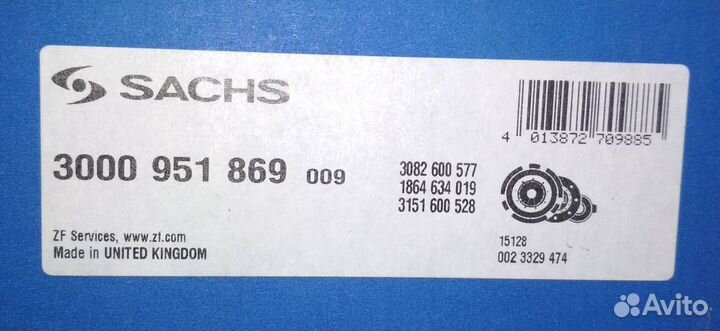 SACHS
4 013872 709885
3000 951 869 009
3082 600 577
1864 634 019
3151 600 528
ZF Services, www.zf.com
Made in UNITED KINGDOM
15128
002 3329 474
Avito